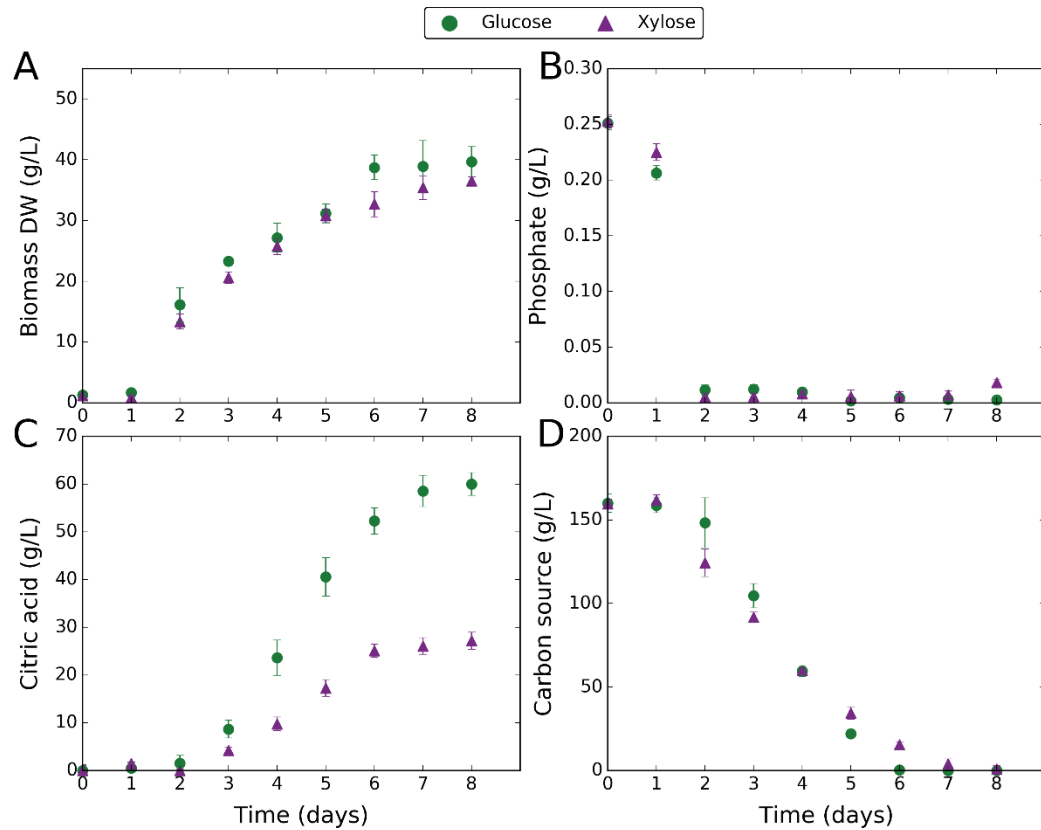 Glucose Xylose
A
Biomass DW (g/L)
50
40
30
20
10
0
0 1 2 3 4 5 6 7 8
B
Phosphate (g/L)
0.30
0.25
0.20
0.15
0.10
0.05
0.00
0 1 2 3 4 5 6 7 8
C
Citric acid (g/L)
70
60
50
40
30
20
10
0
0 1 2 3 4 5 6 7 8
Time (days)
D
Carbon source (g/L)
200
150
100
50
0
0 1 2 3 4 5 6 7 8
Time (days)